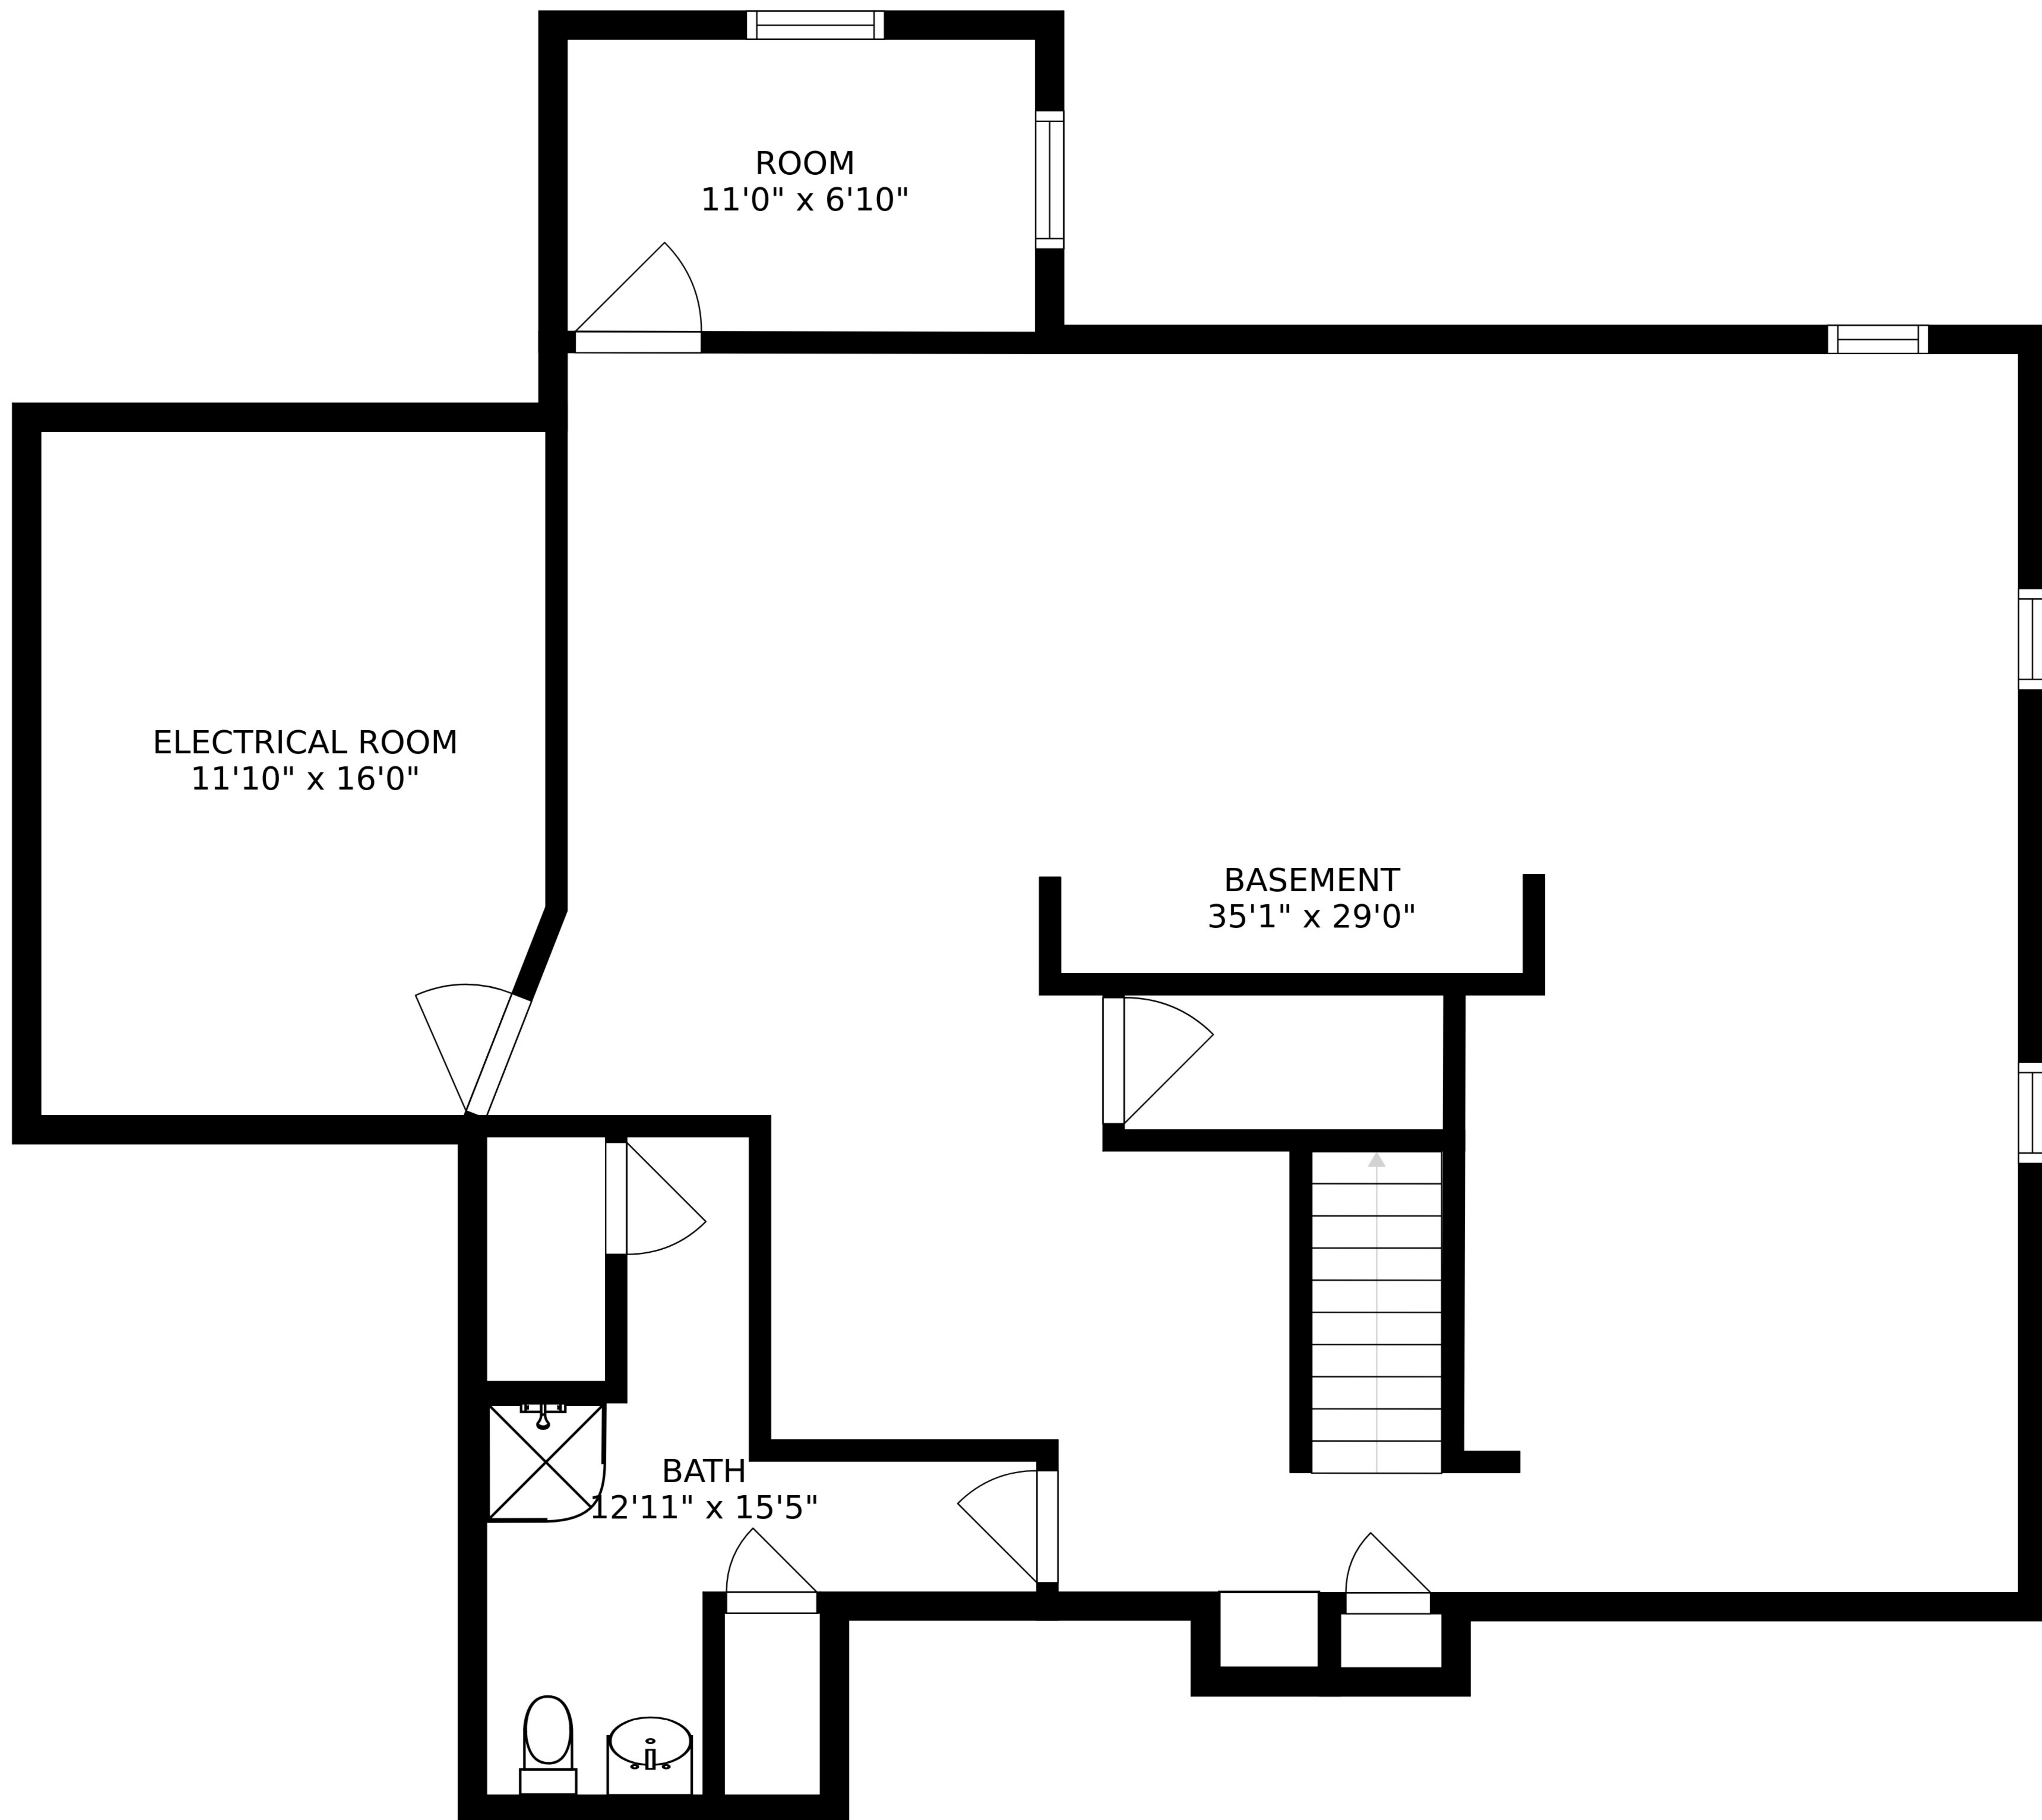 ROOM
11'0" x 6'10"
ELECTRICAL ROOM
11'10" x 16'0"
BASEMENT
35'1" x 29'0"
BATH
12'11" x 15'5"